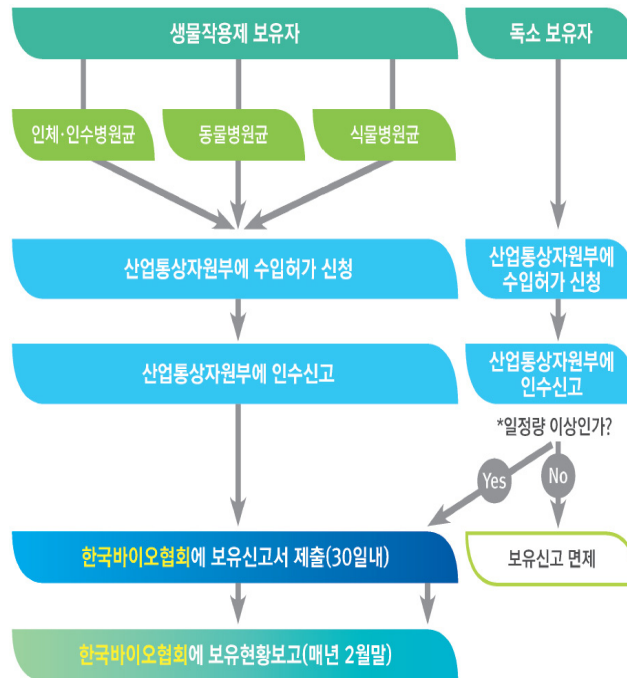 생물작용제 보유자
독소 보유자
인체·인수병원균
동물병원균
식물병원균
산업통상자원부에 수입허가 신청
산업통상자원부에
수입허가 신청
산업통상자원부에 인수신고
산업통상자원부에
인수신고
*일정량 이상인가?
Yes
No
한국바이오협회에 보유신고서 제출(30일내)
보유신고 면제
한국바이오협회에 보유현황보고(매년 2월말)